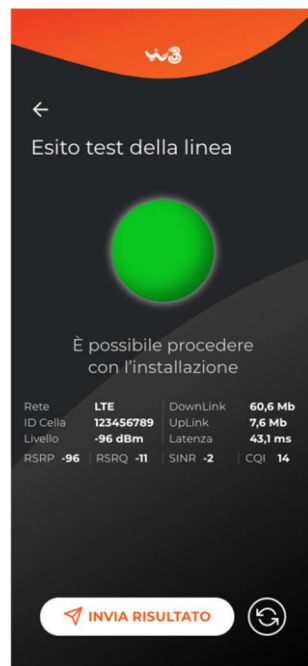 W3
Esito test della linea
È possibile procedere
con l’installazione
Rete LTE DownLink 60,6 Mb
ID Cella 123456789 UpLink 7,6 Mb
Livello -96 dBm Latenza 43,1 ms
RSRP -96 RSRQ -11 SINR -2 CQI 14
INVIA RISULTATO